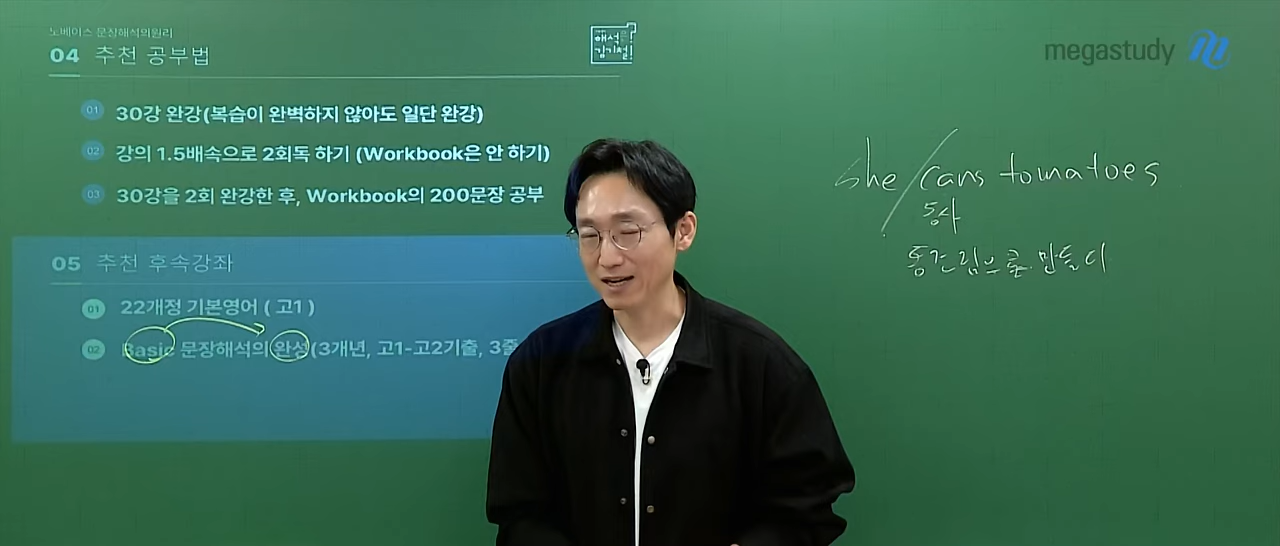 노베이스 문장해석의원리
04 추천 공부법
해석은!
김기철!
megastudy
01 30강 완강(복습이 완벽하지 않아도 일단 완강)
02 강의 1.5배속으로 2회독 하기 (Workbook은 안 하기)
03 30강을 2회 완강한 후, Workbook의 200문장 공부
05 추천 후속강좌
01 22개정 기본영어 ( 고1 )
02 Basic 문장해석의 완성(3개년, 고1-고2기출, 3줄
she / cans tomatoes
동사
통조림으로 만들다